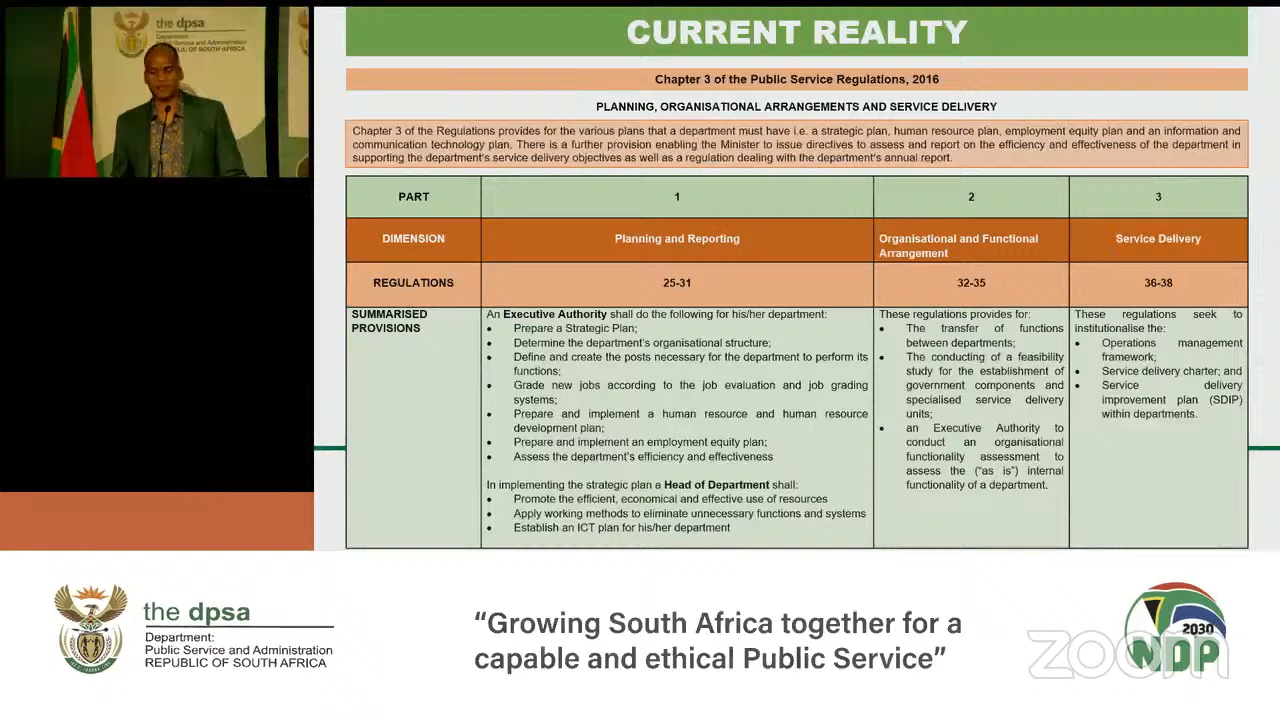 the dpsa
Department:
Public Service and Administration
REPUBLIC OF SOUTH AFRICA
CURRENT REALITY
Chapter 3 of the Public Service Regulations, 2016
PLANNING, ORGANISATIONAL ARRANGEMENTS AND SERVICE DELIVERY
Chapter 3 of the Regulations provides for the various plans that a department must have i.e. a strategic plan, human resource plan, employment equity plan and an information and
communication technology plan. There is a further provision enabling the Minister to issue directives to assess and report on the efficiency and effectiveness of the department in
supporting the department's service delivery objectives as well as a regulation dealing with the department's annual report.
PART
1
2
3
DIMENSION
Planning and Reporting
Organisational and Functional
Arrangement
Service Delivery
REGULATIONS
25-31
32-35
36-38
SUMMARISED
PROVISIONS
An Executive Authority shall do the following for his/her department:
• Prepare a Strategic Plan;
• Determine the department's organisational structure;
• Define and create the posts necessary for the department to perform its
functions;
• Grade new jobs according to the job evaluation and job grading
systems;
• Prepare and implement a human resource and human resource
development plan;
• Prepare and implement an employment equity plan;
• Assess the department's efficiency and effectiveness
In implementing the strategic plan a Head of Department shall:
• Promote the efficient, economical and effective use of resources
• Apply working methods to eliminate unnecessary functions and systems
• Establish an ICT plan for his/her department
These regulations provides for:
• The transfer of functions
between departments;
• The conducting of a feasibility
study for the establishment of
government components and
specialised service delivery
units;
• an Executive Authority to
conduct an organisational
functionality assessment to
assess the ("as is") internal
functionality of a department.
These regulations seek to
institutionalise the:
• Operations management
framework;
• Service delivery charter; and
• Service delivery
improvement plan (SDIP)
within departments.
the dpsa
Department:
Public Service and Administration
REPUBLIC OF SOUTH AFRICA
“Growing South Africa together for a
capable and ethical Public Service”
2030
NDP
zoom